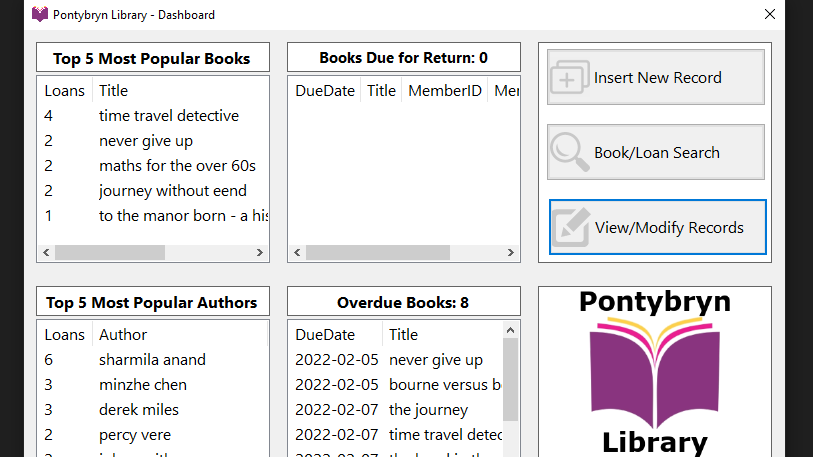 Pontybryn Library - Dashboard
Top 5 Most Popular Books
Loans Title
4 time travel detective
2 never give up
2 maths for the over 60s
2 journey without eend
1 to the manor born - a his
Books Due for Return: 0
DueDate Title MemberID Mer
Insert New Record
Book/Loan Search
View/Modify Records
Top 5 Most Popular Authors
Loans Author
6 sharmila anand
3 minzhe chen
3 derek miles
2 percy vere
Overdue Books: 8
DueDate Title
2022-02-05 never give up
2022-02-05 bourne versus b
2022-02-07 the journey
2022-02-07 time travel detec
Pontybryn
Library